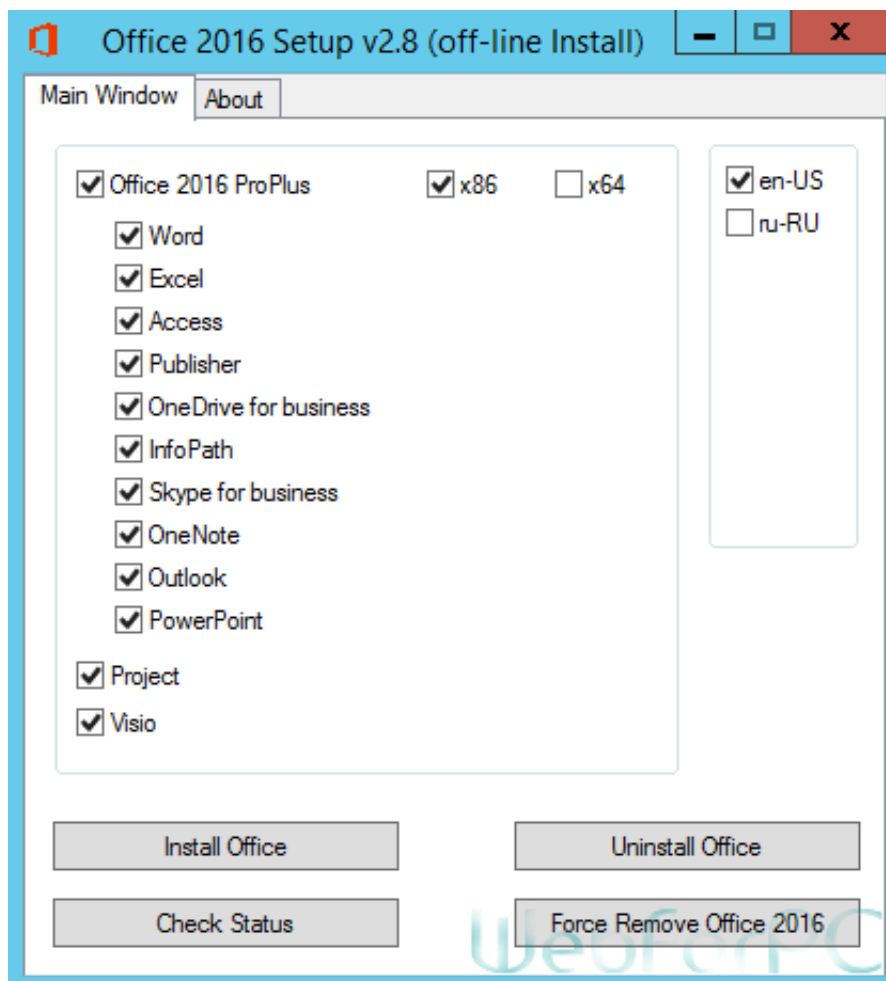 Office 2016 Setup v2.8 (off-line Install)
Main Window About
Office 2016 ProPlus x86 x64 en-US
ru-RU
Word
Excel
Access
Publisher
OneDrive for business
InfoPath
Skype for business
OneNote
Outlook
PowerPoint
Project
Visio
Install Office Uninstall Office
Check Status Force Remove Office 2016
WebForPC